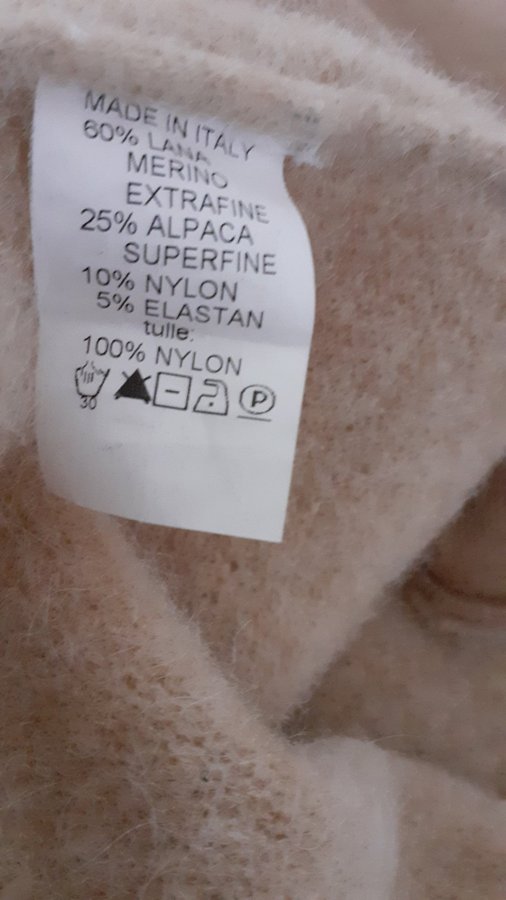 MADE IN ITALY
60% LANA
MERINO
EXTRAFINE
25% ALPACA
SUPERFINE
10% NYLON
5% ELASTAN
tulle:
100% NYLON
30 P